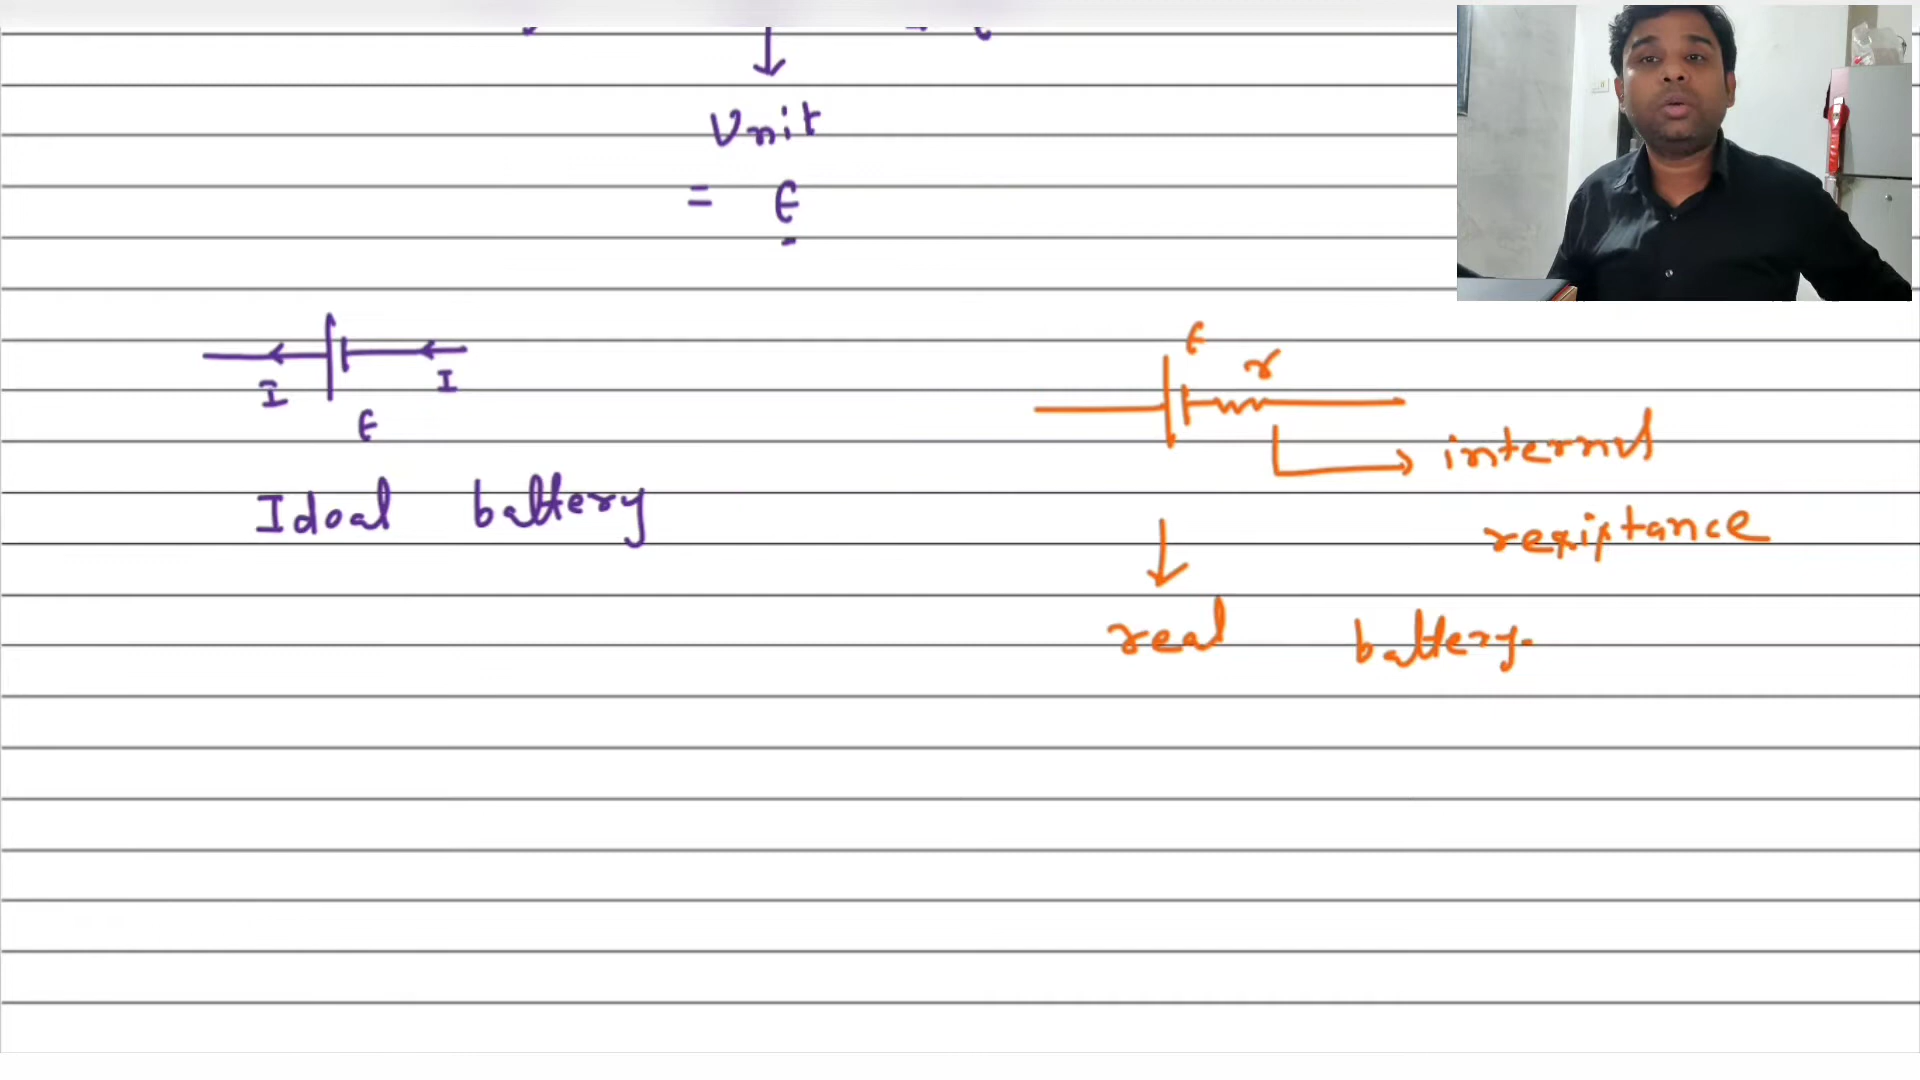 Unit
= E
I
I
E
Ideal battery
E
r
internal
resistance
real battery.